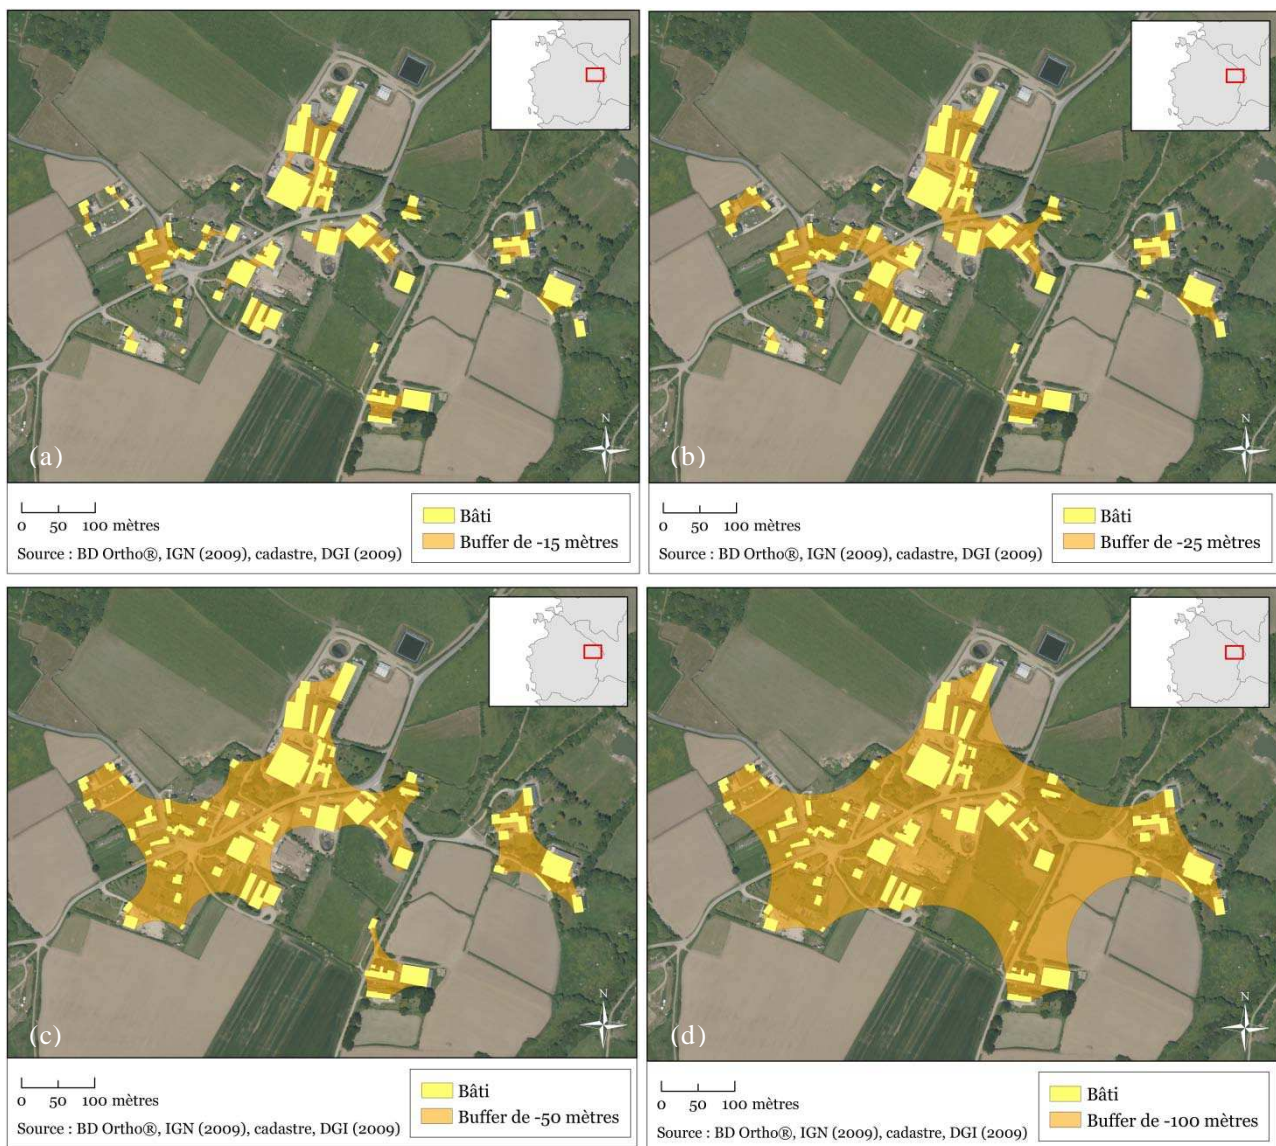 N
(a)
0 50 100 mètres
Source : BD Ortho®, IGN (2009), cadastre, DGI (2009)
Bâti
Buffer de -15 mètres
N
(b)
0 50 100 mètres
Source : BD Ortho®, IGN (2009), cadastre, DGI (2009)
Bâti
Buffer de -25 mètres
N
(c)
0 50 100 mètres
Source : BD Ortho®, IGN (2009), cadastre, DGI (2009)
Bâti
Buffer de -50 mètres
N
(d)
0 50 100 mètres
Source : BD Ortho®, IGN (2009), cadastre, DGI (2009)
Bâti
Buffer de -100 mètres